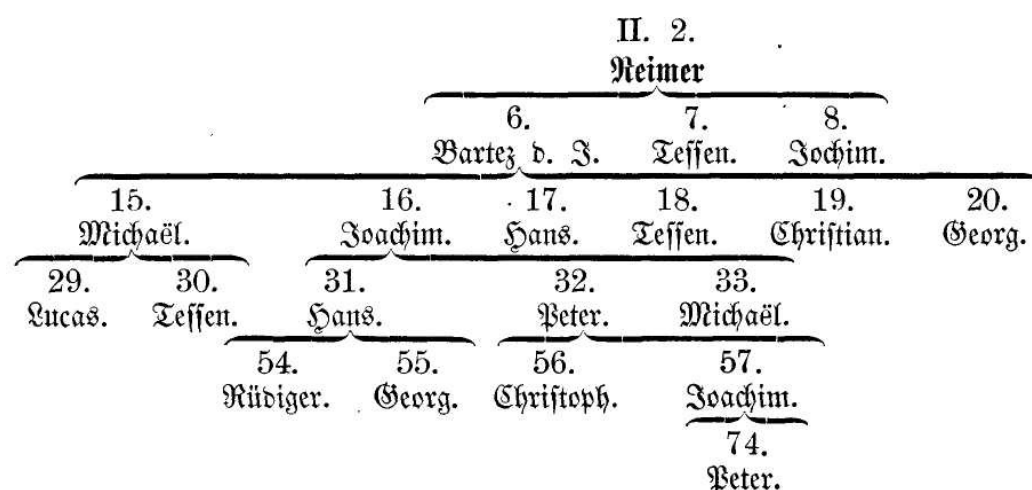 II. 2.
Reimer
6. 7. 8.
Bartez d. J. Tessen. Jochim.
15. 16. 17. 18. 19. 20.
Michaël. Joachim. Hans. Tessen. Christian. Georg.
29. 30. 31. 32. 33.
Lucas. Tessen. Hans. Peter. Michaël.
54. 55. 56. 57.
Rüdiger. Georg. Christoph. Joachim.
74.
Peter.